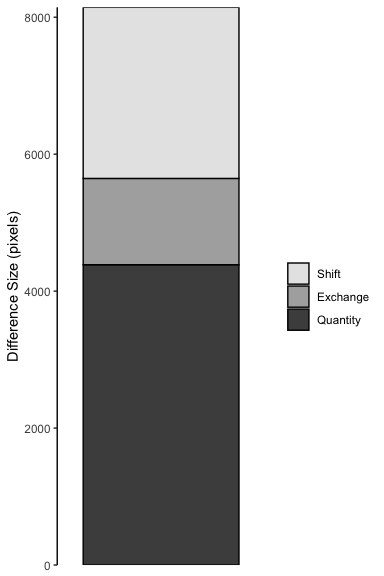 Difference Size (pixels)
8000
6000
4000
2000
0
Shift
Exchange
Quantity